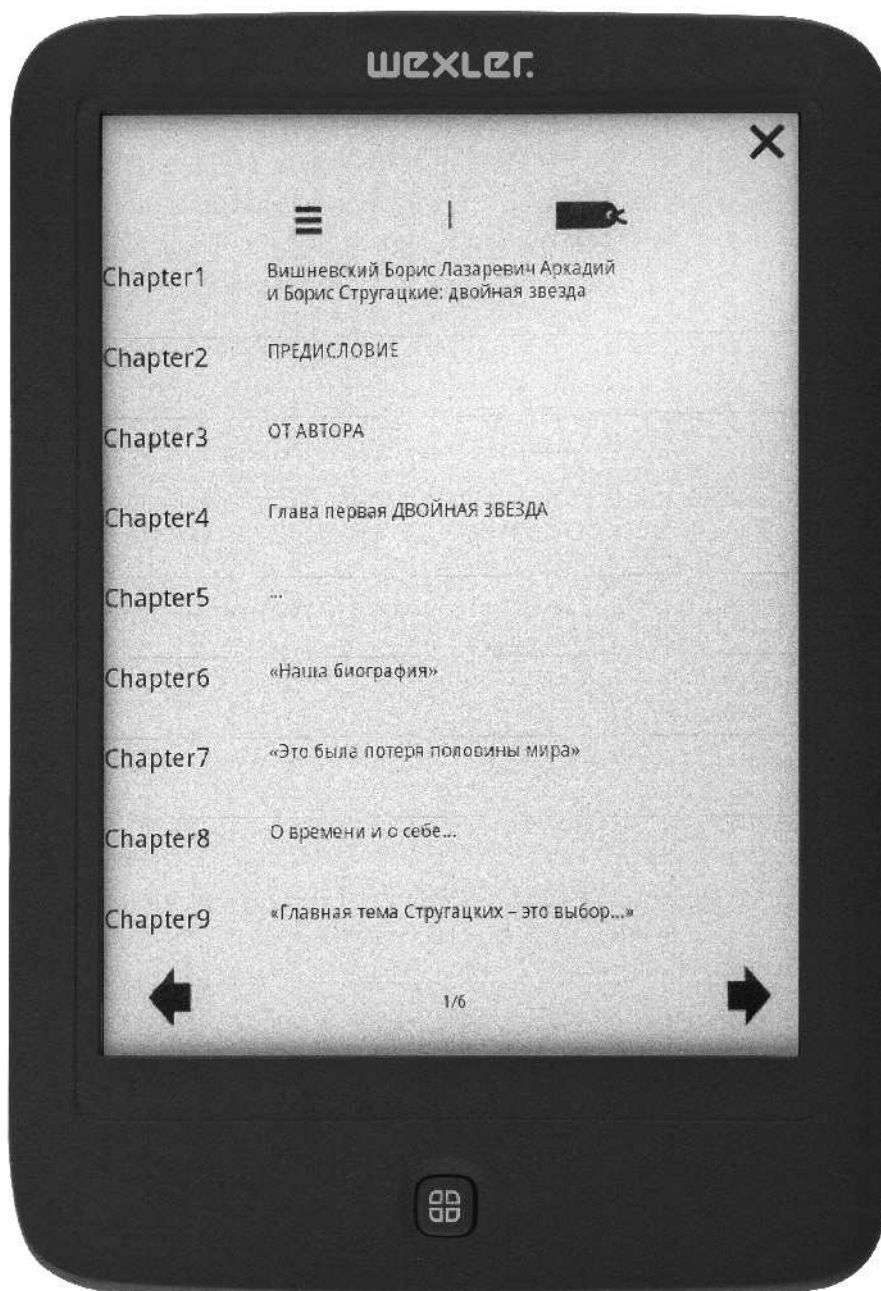 wexler.
Chapter1
Вишневский Борис Лазаревич Аркадий
и Борис Стругацкие: двойная звезда
Chapter2
ПРЕДИСЛОВИЕ
Chapter3
ОТ АВТОРА
Chapter4
Глава первая ДВОЙНАЯ ЗВЕЗДА
Chapter5
...
Chapter6
«Наша биография»
Chapter7
«Это была потеря половины мира»
Chapter8
О времени и о себе...
Chapter9
«Главная тема Стругацких – это выбор...»
1/6